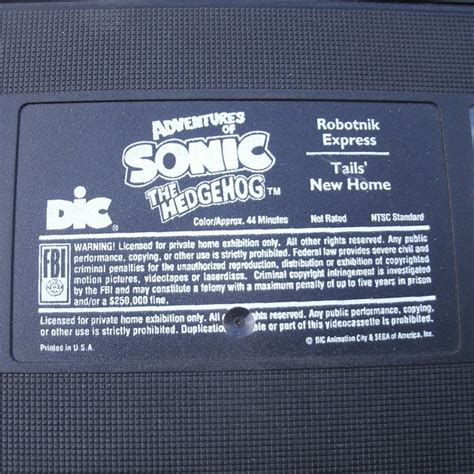 ADVENTURES OF
SONIC
THE HEDGEHOG™
Robotnik
Express
Tails'
New Home
DiC®
Color/Approx. 44 Minutes Not Rated NTSC Standard
FBI
WARNING! Licensed for private home exhibition only. All other rights reserved. Any public
performance, copying, or other use is strictly prohibited. Federal law provides severe civil and
criminal penalties for the unauthorized reproduction, distribution or exhibition of copyrighted
motion pictures, videotapes or laserdiscs. Criminal copyright infringement is investigated
by the FBI and may constitute a felony with a maximum penalty of up to five years in prison
and/or a $250,000 fine.
Licensed for private home exhibition only. All rights reserved. Any public performance, copying,
or other use is strictly prohibited. Duplication or part of this videocassette is prohibited.
Printed in U.S.A.
© DIC Animation City & SEGA of America, Inc.